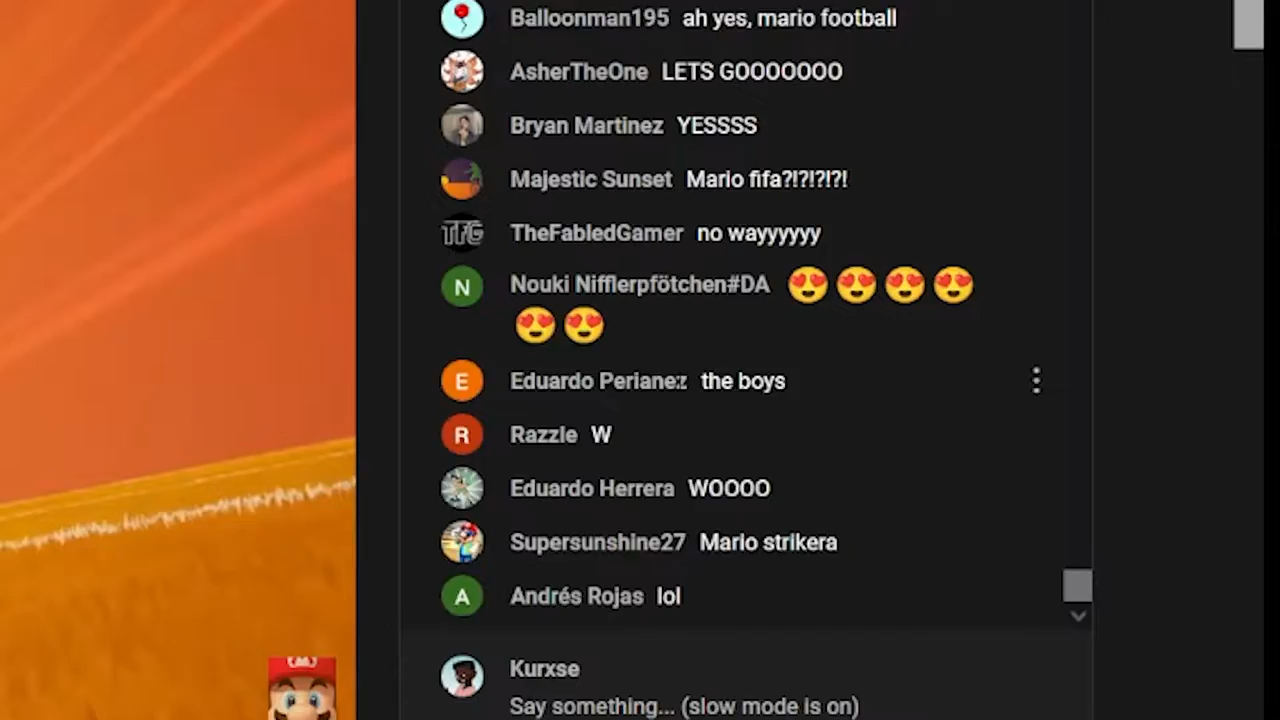 Balloonman195 ah yes, mario football
AsherTheOne LETS GOOOOOOO
Bryan Martinez YESSSS
Majestic Sunset Mario fifa?!?!?!?!
TFG
TheFabledGamer no wayyyyyy
N Nouki Nifflerpfötchen#DA 😍😍😍😍
😍😍
E Eduardo Perianez the boys
R Razzle W
Eduardo Herrera WOOOO
Supersunshine27 Mario strikera
A Andrés Rojas lol
Kurxse
Say something... (slow mode is on)
M